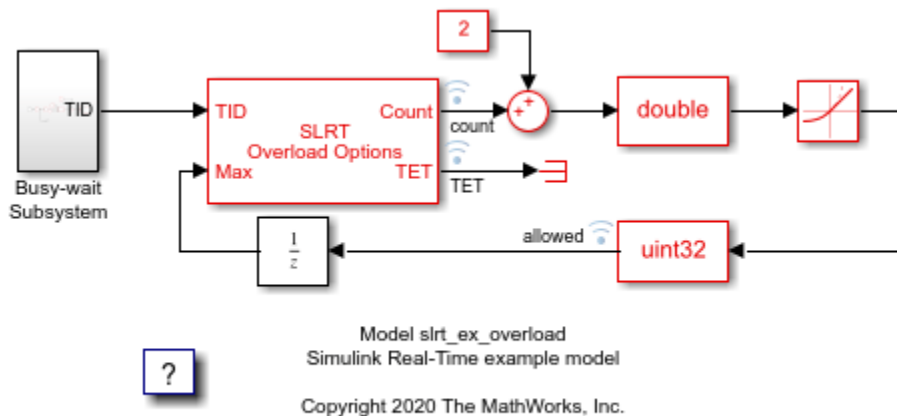 2
TID
TID
SLRT
Overload Options
Max
Count
TET
count
TET
double
Busy-wait
Subsystem
1
z
allowed
uint32
?
Model slrt_ex_overload
Simulink Real-Time example model
Copyright 2020 The MathWorks, Inc.